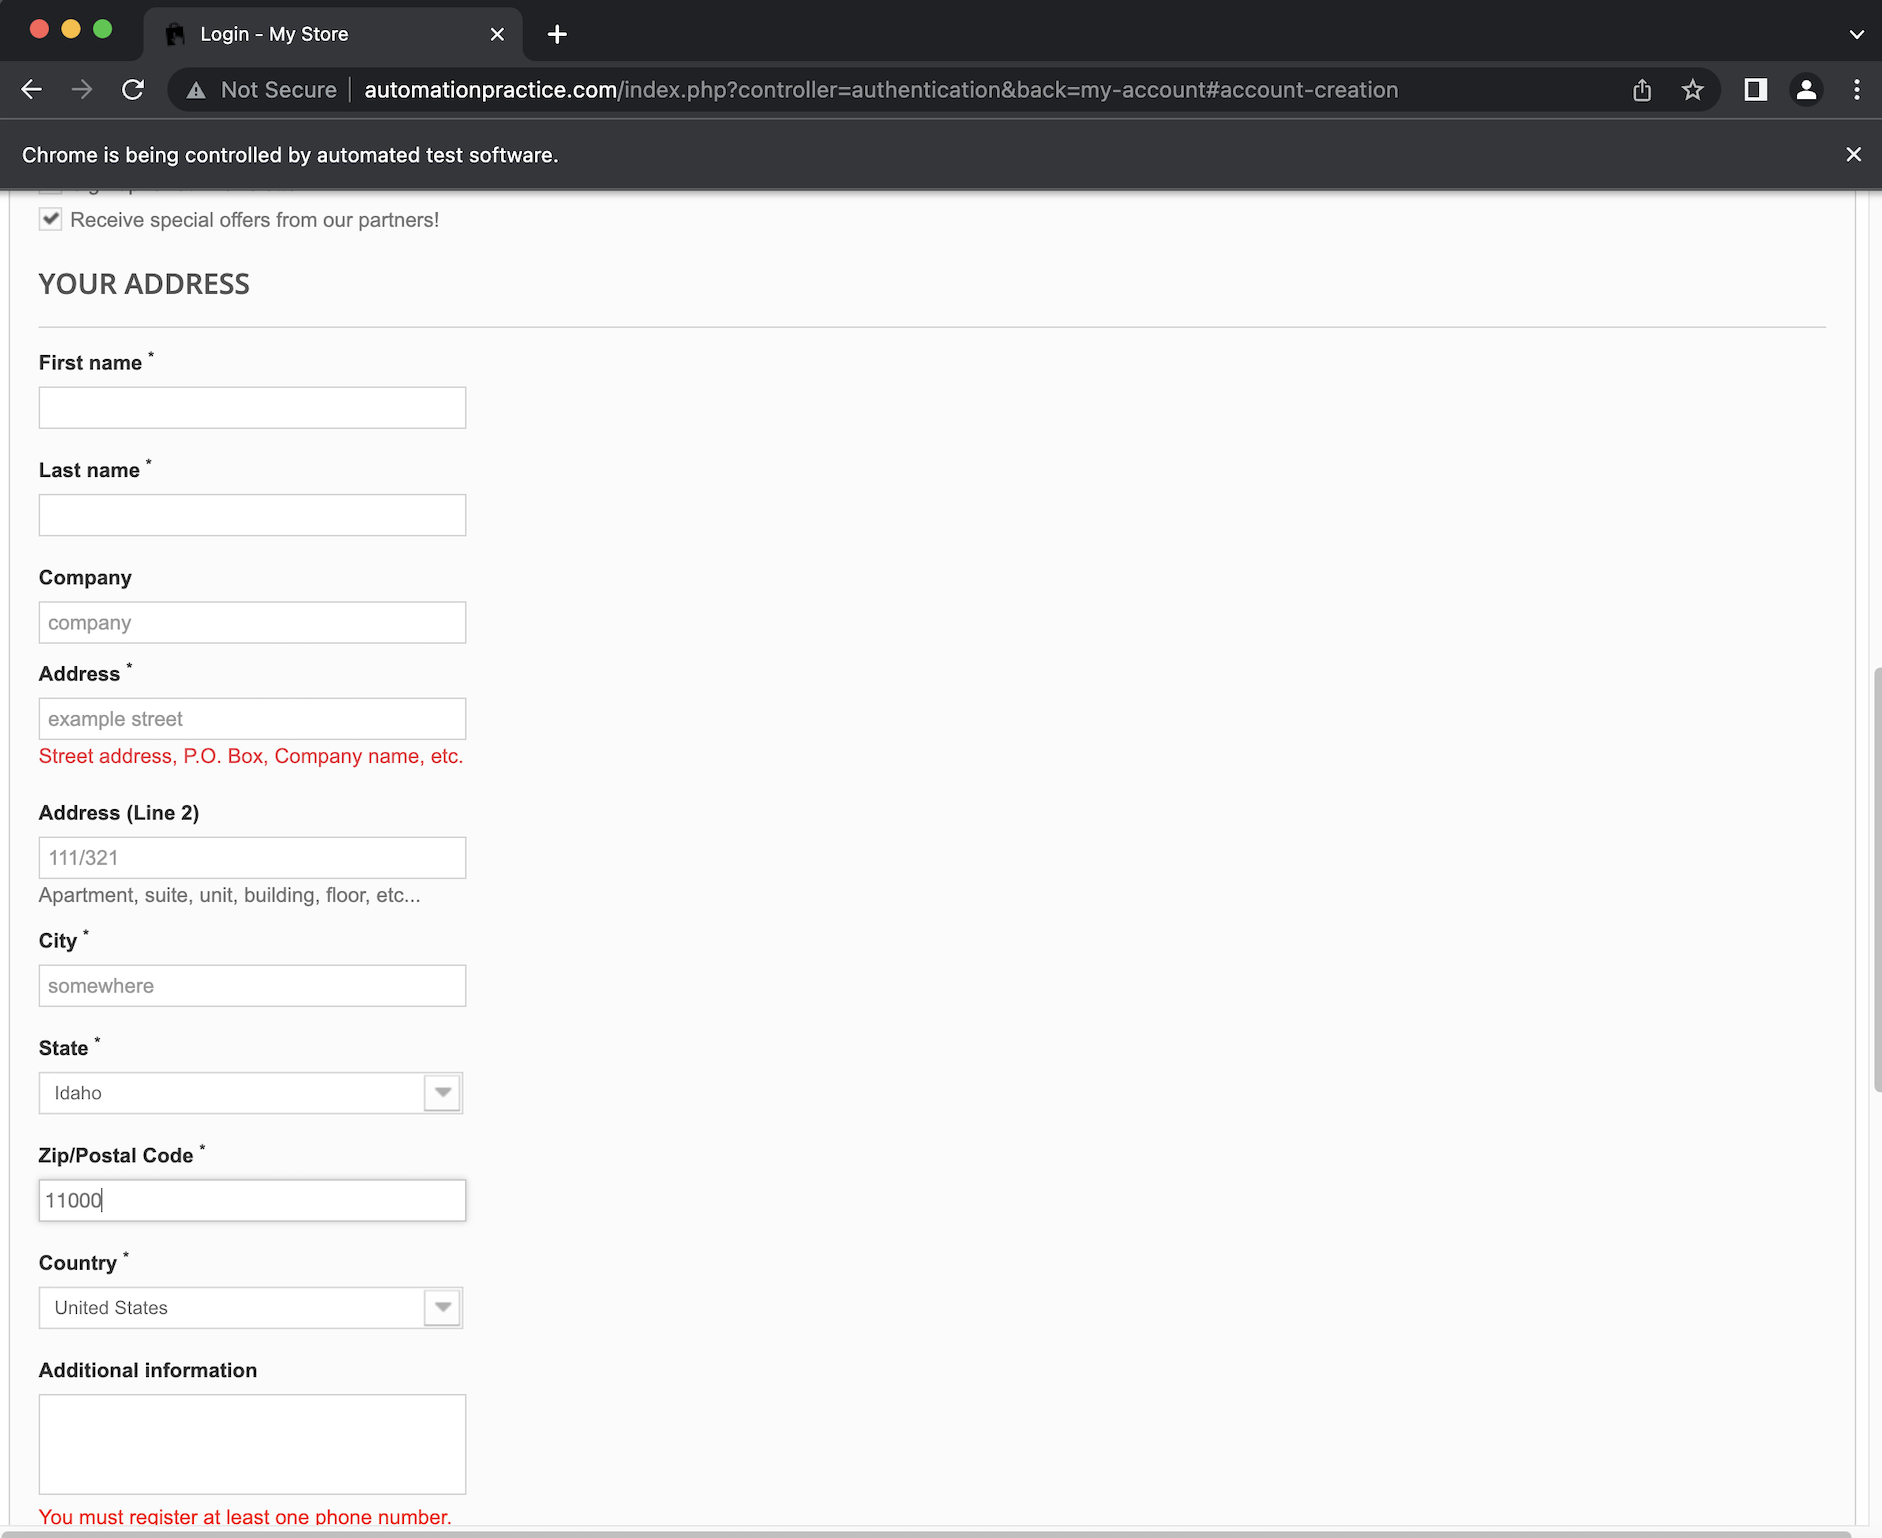 Login - My Store
Not Secure
automationpractice.com/index.php?controller=authentication&back=my-account#account-creation
Chrome is being controlled by automated test software.
Receive special offers from our partners!
YOUR ADDRESS
First name *
Last name *
Company
company
Address *
example street
Street address, P.O. Box, Company name, etc.
Address (Line 2)
111/321
Apartment, suite, unit, building, floor, etc...
City *
somewhere
State *
Idaho
Zip/Postal Code *
11000
Country *
United States
Additional information
You must register at least one phone number.